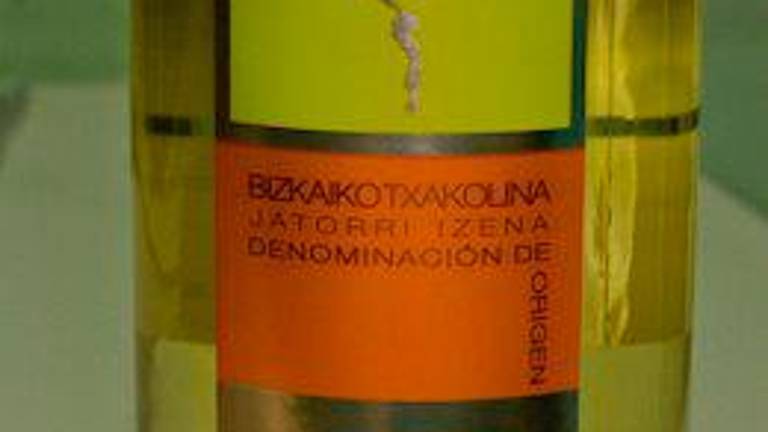 BIZKAIKO TXAKOLINA
JATORRI IZENA
DENOMINACIÓN DE
ORIGEN